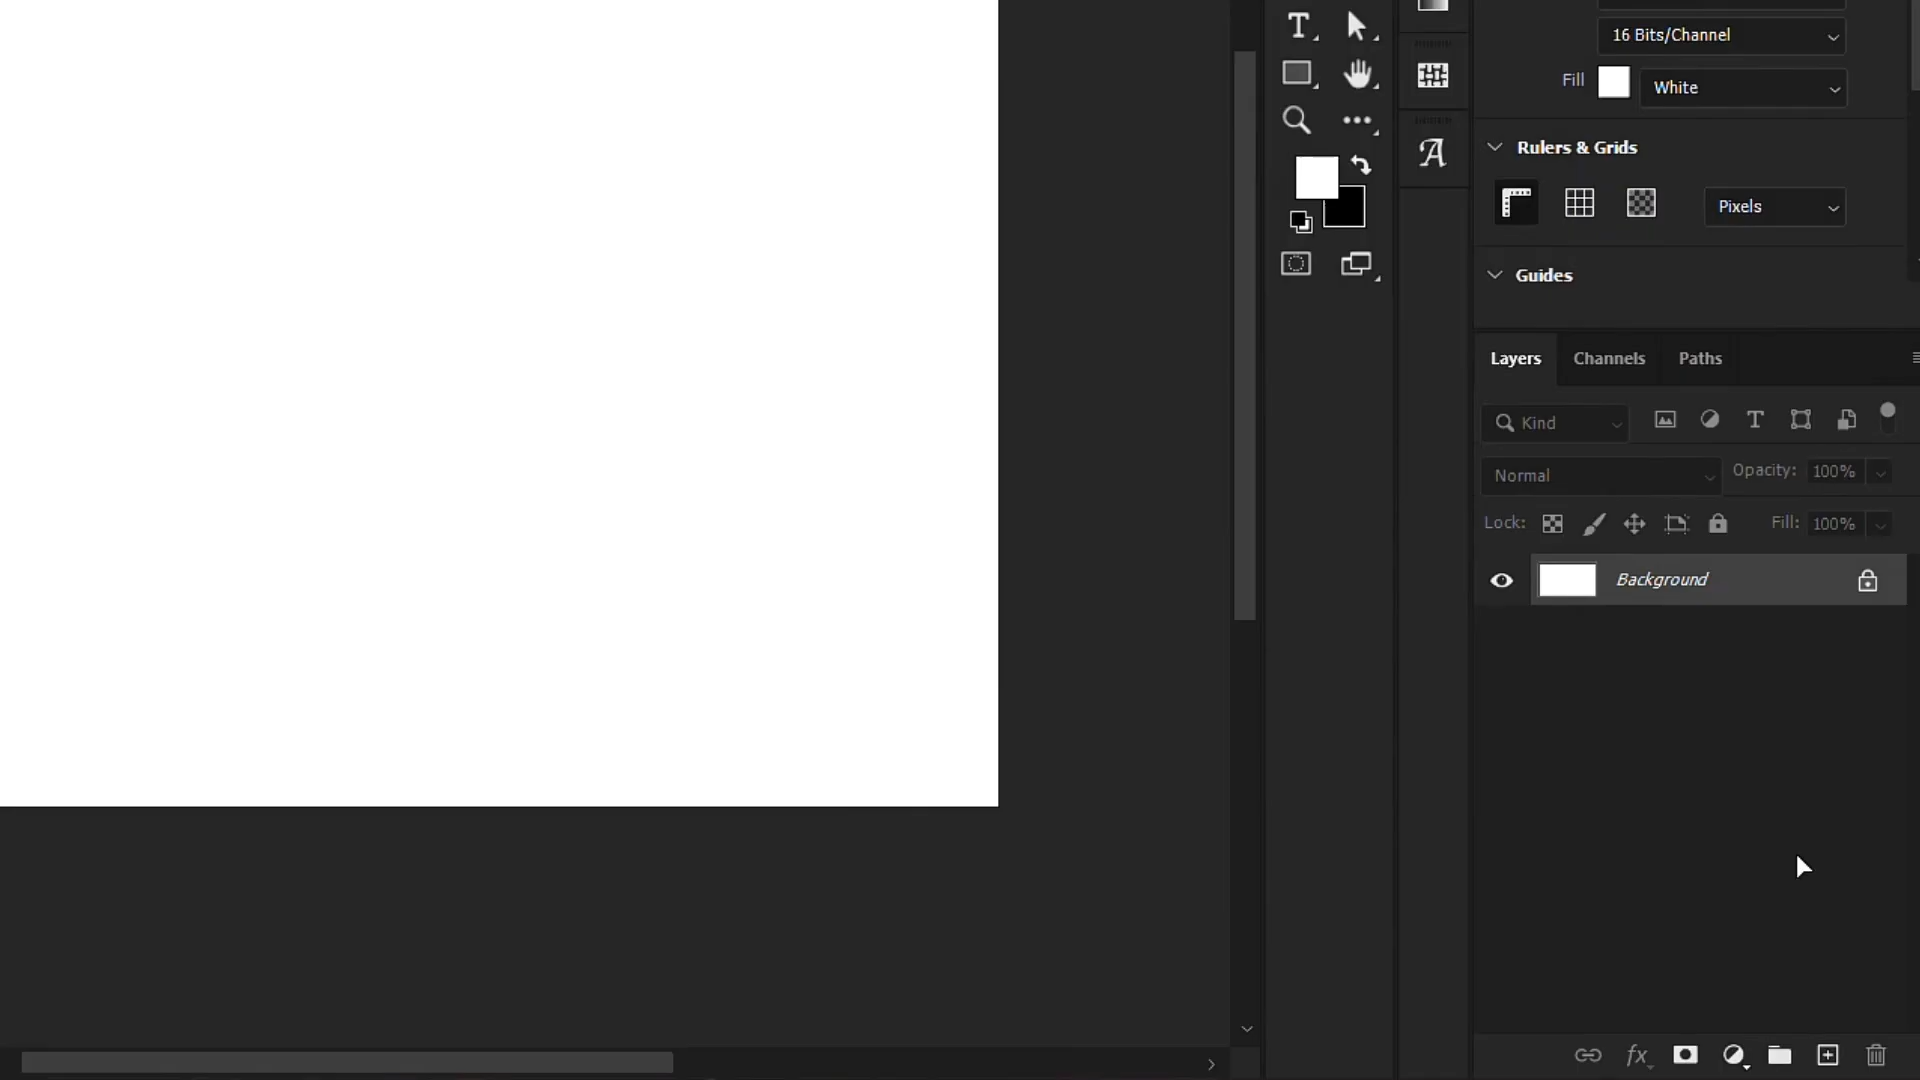 16 Bits/Channel
Fill White
Rulers & Grids
Pixels
Guides
Layers Channels Paths
Kind
Normal Opacity: 100%
Lock: Fill: 100%
Background
fx